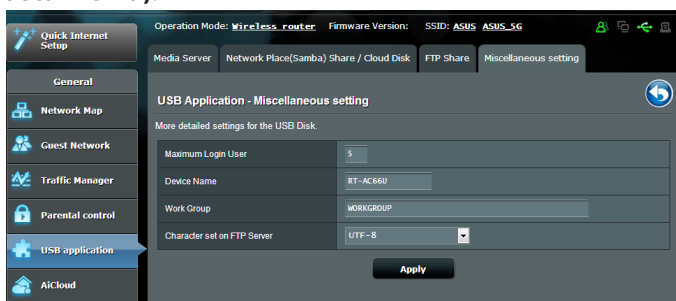 Operation Mode: Wireless router Firmware Version: SSID: ASUS ASUS_5G
Quick Internet
Setup
Media Server Network Place(Samba) Share / Cloud Disk FTP Share Miscellaneous setting
General
Network Map
Guest Network
Traffic Manager
Parental control
USB application
AiCloud
USB Application - Miscellaneous setting
More detailed settings for the USB Disk.
Maximum Login User 5
Device Name RT-AC66U
Work Group WORKGROUP
Character set on FTP Server UTF-8
Apply